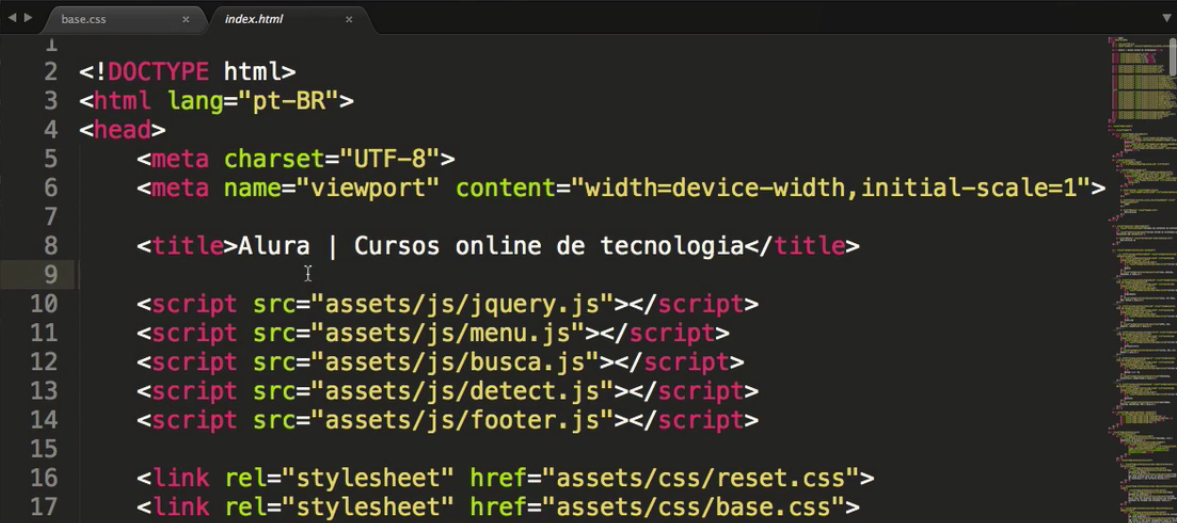 base.css
index.html
1
2 <!DOCTYPE html>
3 <html lang="pt-BR">
4 <head>
5 <meta charset="UTF-8">
6 <meta name="viewport" content="width=device-width,initial-scale=1">
7
8 <title>Alura | Cursos online de tecnologia</title>
9
10 <script src="assets/js/jquery.js"></script>
11 <script src="assets/js/menu.js"></script>
12 <script src="assets/js/busca.js"></script>
13 <script src="assets/js/detect.js"></script>
14 <script src="assets/js/footer.js"></script>
15
16 <link rel="stylesheet" href="assets/css/reset.css">
17 <link rel="stylesheet" href="assets/css/base.css">